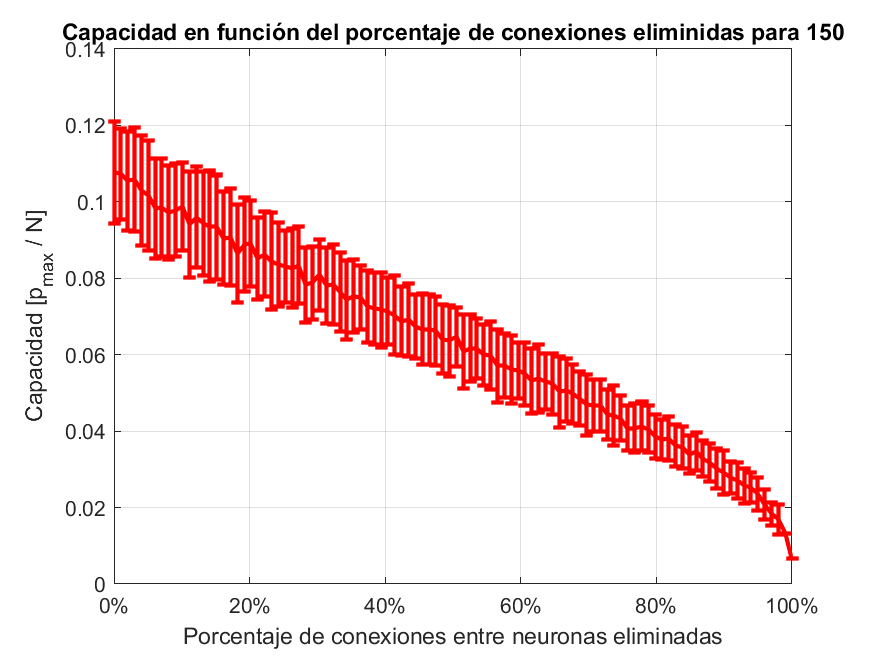 Capacidad en función del porcentaje de conexiones eliminidas para 150
0.14
0.12
0.1
0.08
0.06
0.04
0.02
0
Capacidad [p_max / N]
0% 20% 40% 60% 80% 100%
Porcentaje de conexiones entre neuronas eliminadas